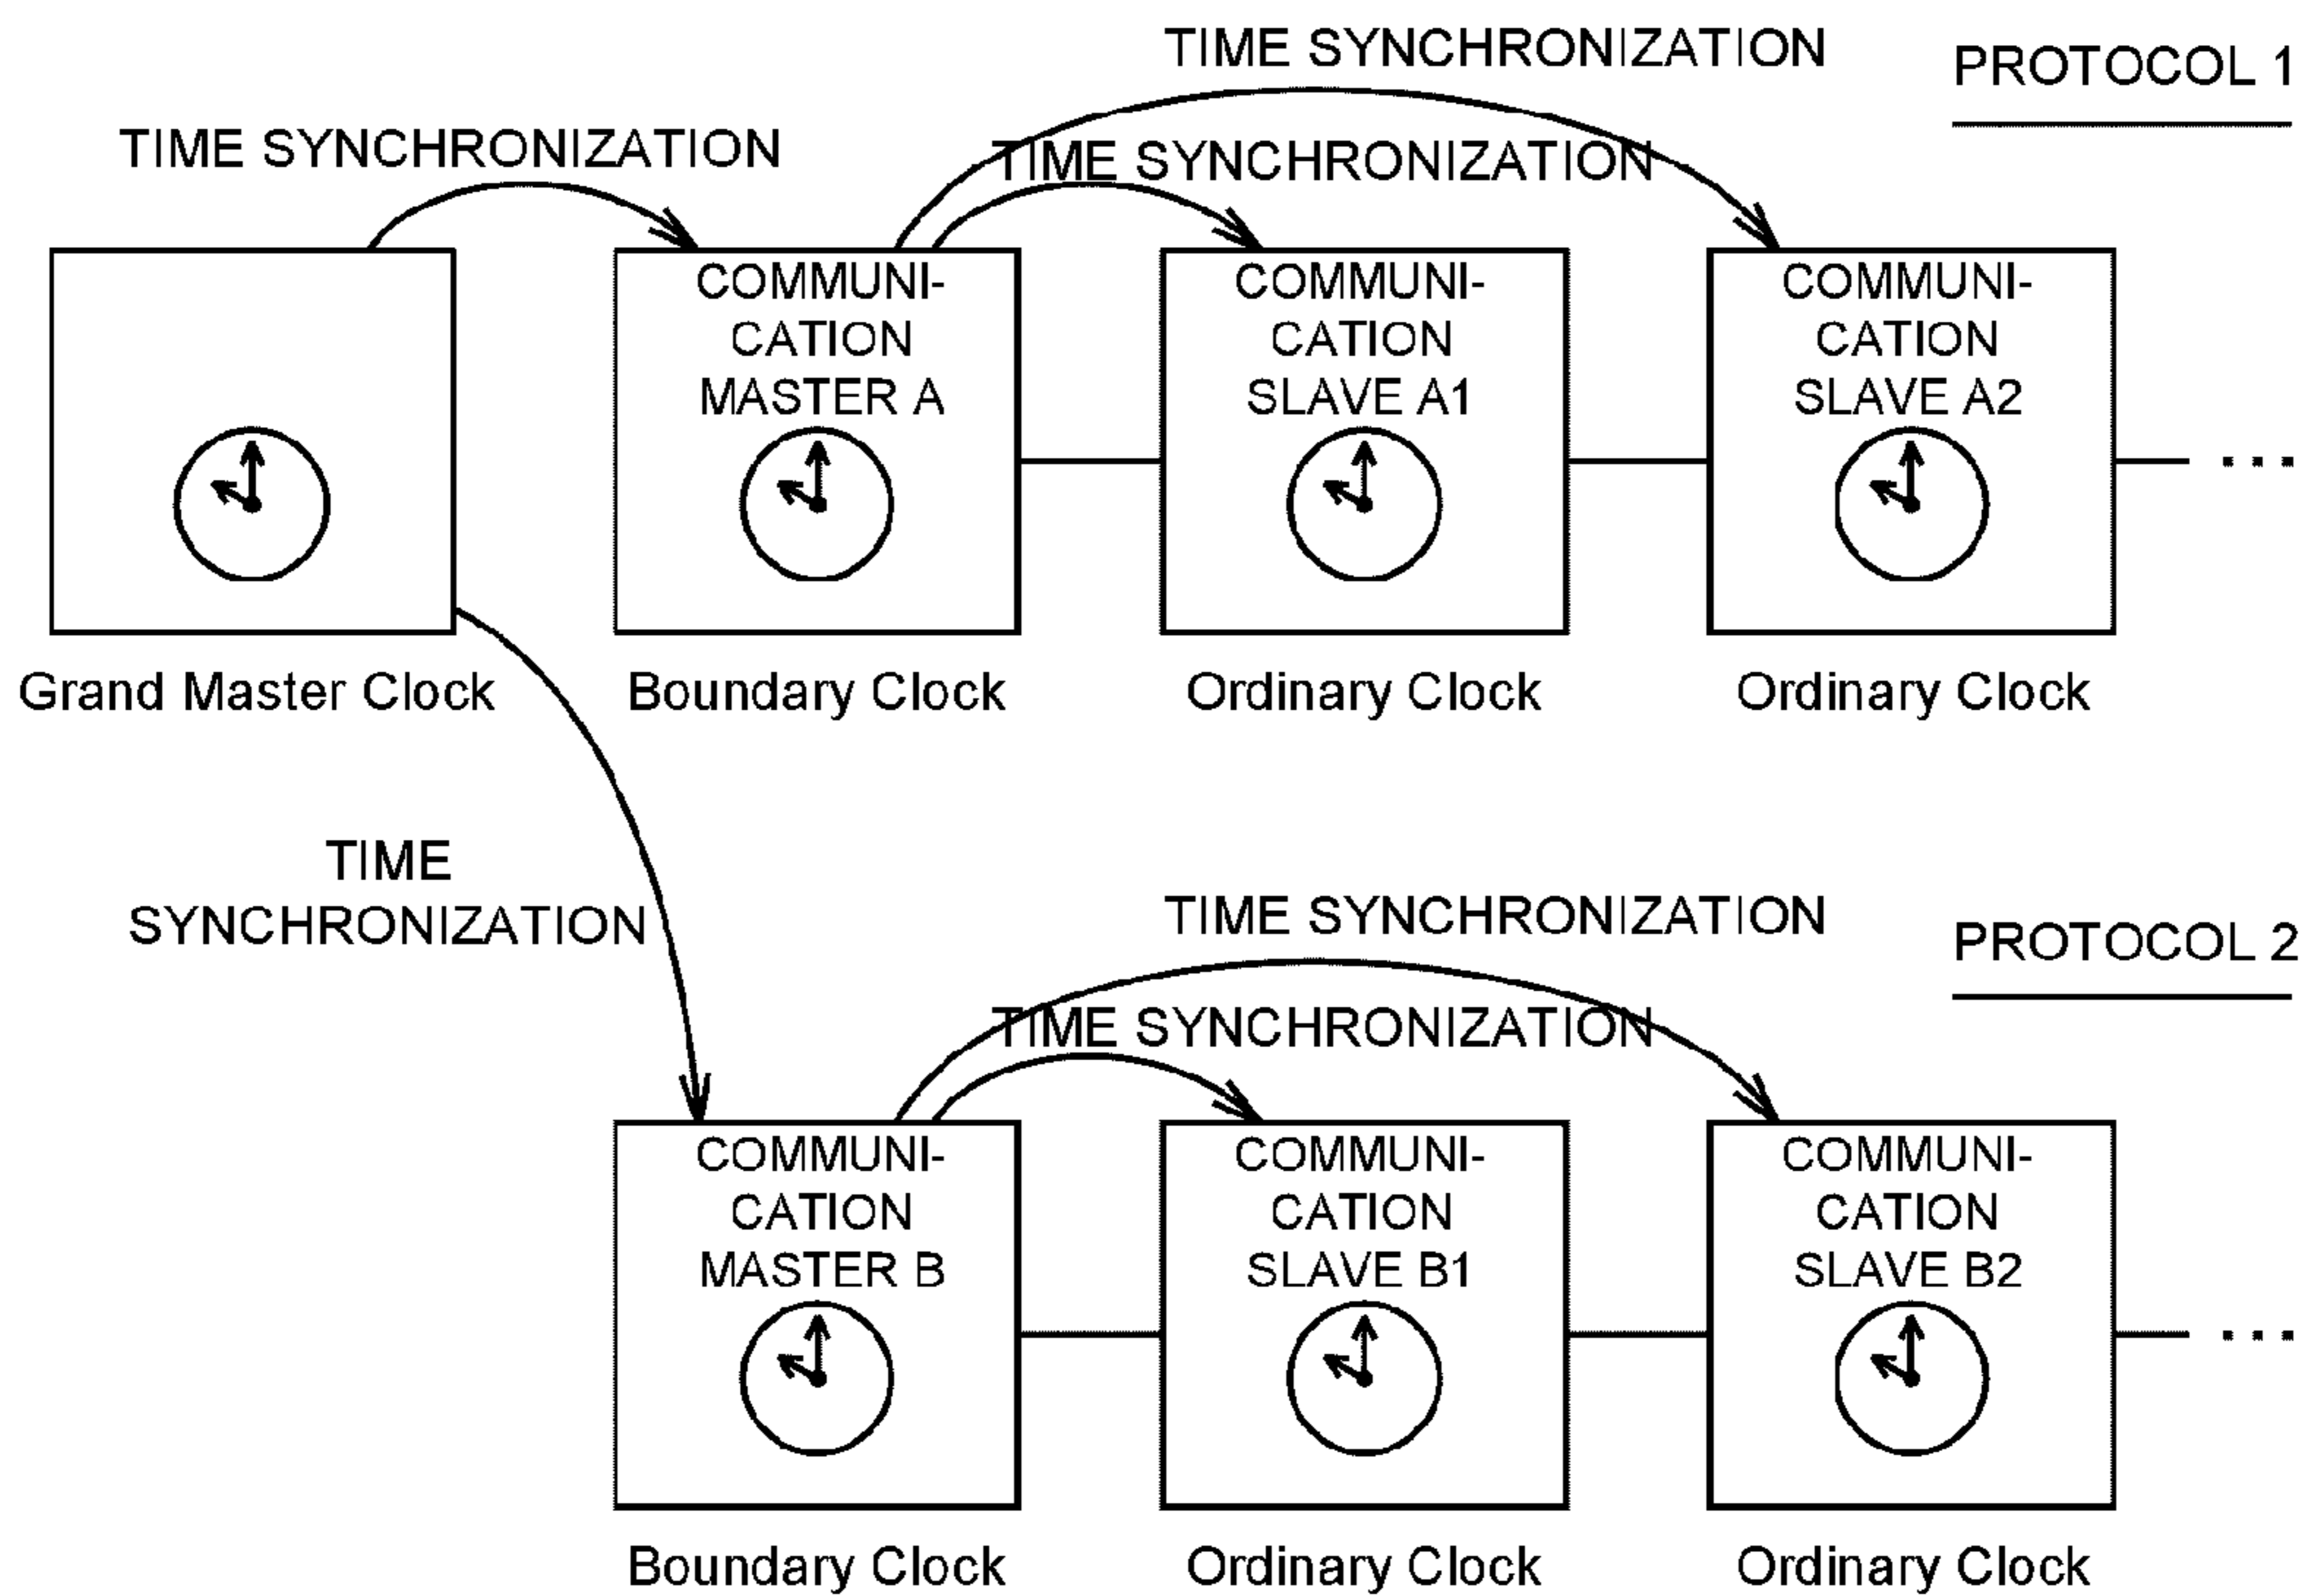 TIME SYNCHRONIZATION
PROTOCOL 1
TIME SYNCHRONIZATION
TIME SYNCHRONIZATION
COMMUNI-
CATION
MASTER A
COMMUNI-
CATION
SLAVE A1
COMMUNI-
CATION
SLAVE A2
...
Grand Master Clock
Boundary Clock
Ordinary Clock
Ordinary Clock
TIME
SYNCHRONIZATION
TIME SYNCHRONIZATION
PROTOCOL 2
TIME SYNCHRONIZATION
COMMUNI-
CATION
MASTER B
COMMUNI-
CATION
SLAVE B1
COMMUNI-
CATION
SLAVE B2
...
Boundary Clock
Ordinary Clock
Ordinary Clock